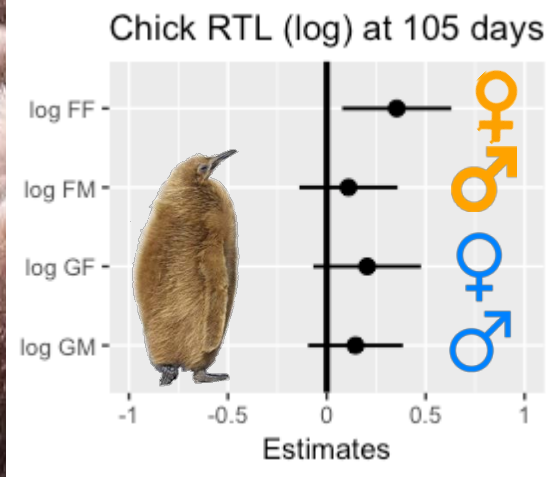 Chick RTL (log) at 105 days
log FF
log FM
log GF
log GM
-1 -0.5 0 0.5 1
Estimates